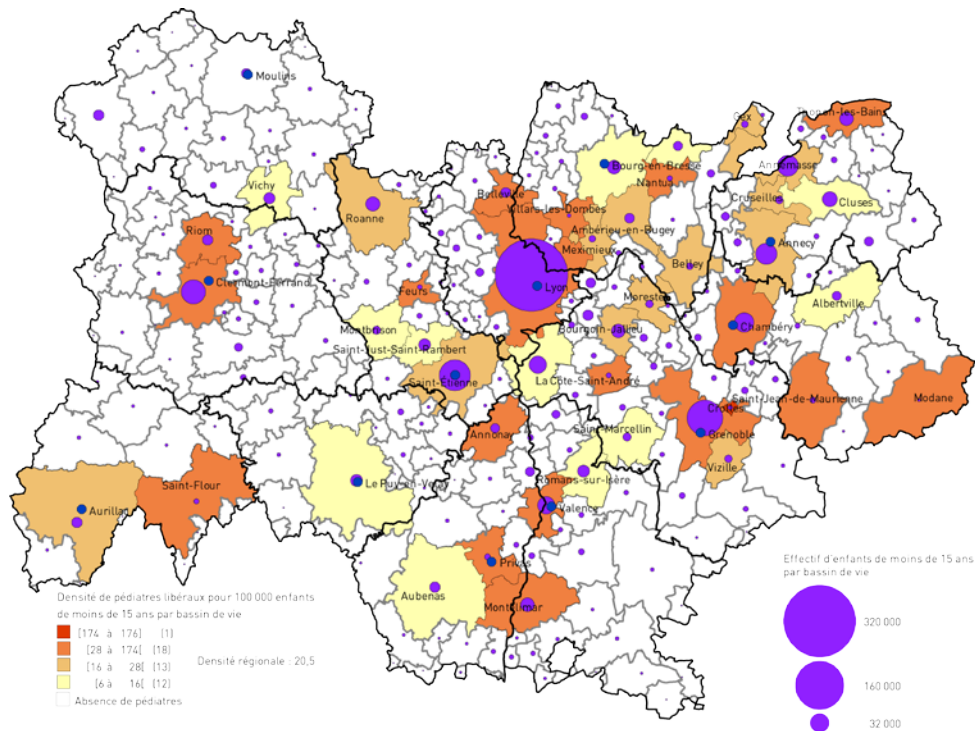 Moulins
Thonon-les-Bains
Gex
Annemasse
Bourg-en-Bresse
Nantua
Vichy
Cruseilles
Cluses
Belleville
Villars-les-Dombes
Roanne
Ambérieu-en-Bugey
Riom
Annecy
Meximieux
Belley
Clermont-Ferrand
Feurs
Lyon
Morestel
Albertville
Chambéry
Montbrison
Bourgoin-Jallieu
Saint-Just-Saint-Rambert
Saint-Étienne
La Côte-Saint-André
Saint-Jean-de-Maurienne
Modane
Crolles
Annonay
Saint-Marcellin
Grenoble
Vizille
Saint-Flour
Le Puy-en-Velay
Romans-sur-Isère
Aurillac
Valence
Privas
Effectif d'enfants de moins de 15 ans
par bassin de vie
Aubenas
Montélimar
Densité de pédiatres libéraux pour 100 000 enfants
de moins de 15 ans par bassin de vie
[174 à 176] (1)
[28 à 174[ (18)
[16 à 28[ (13)
Densité régionale : 20,5
[6 à 16[ (12)
Absence de pédiatres
320 000
160 000
32 000